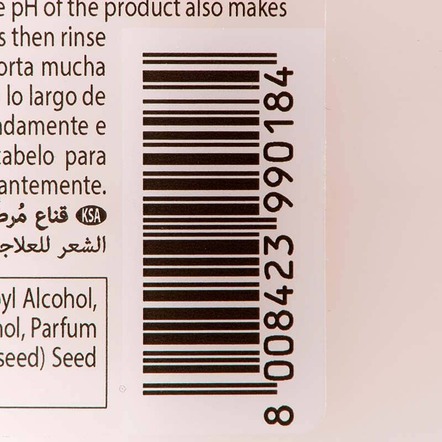 e pH of the product also makes
s then rinse
orta mucha
lo largo de
adamente e
cabelo para
antemente.
KSA قناع مُرط
الشعر للعلاج
yl Alcohol,
nol, Parfum
seed) Seed
8 008423 990184